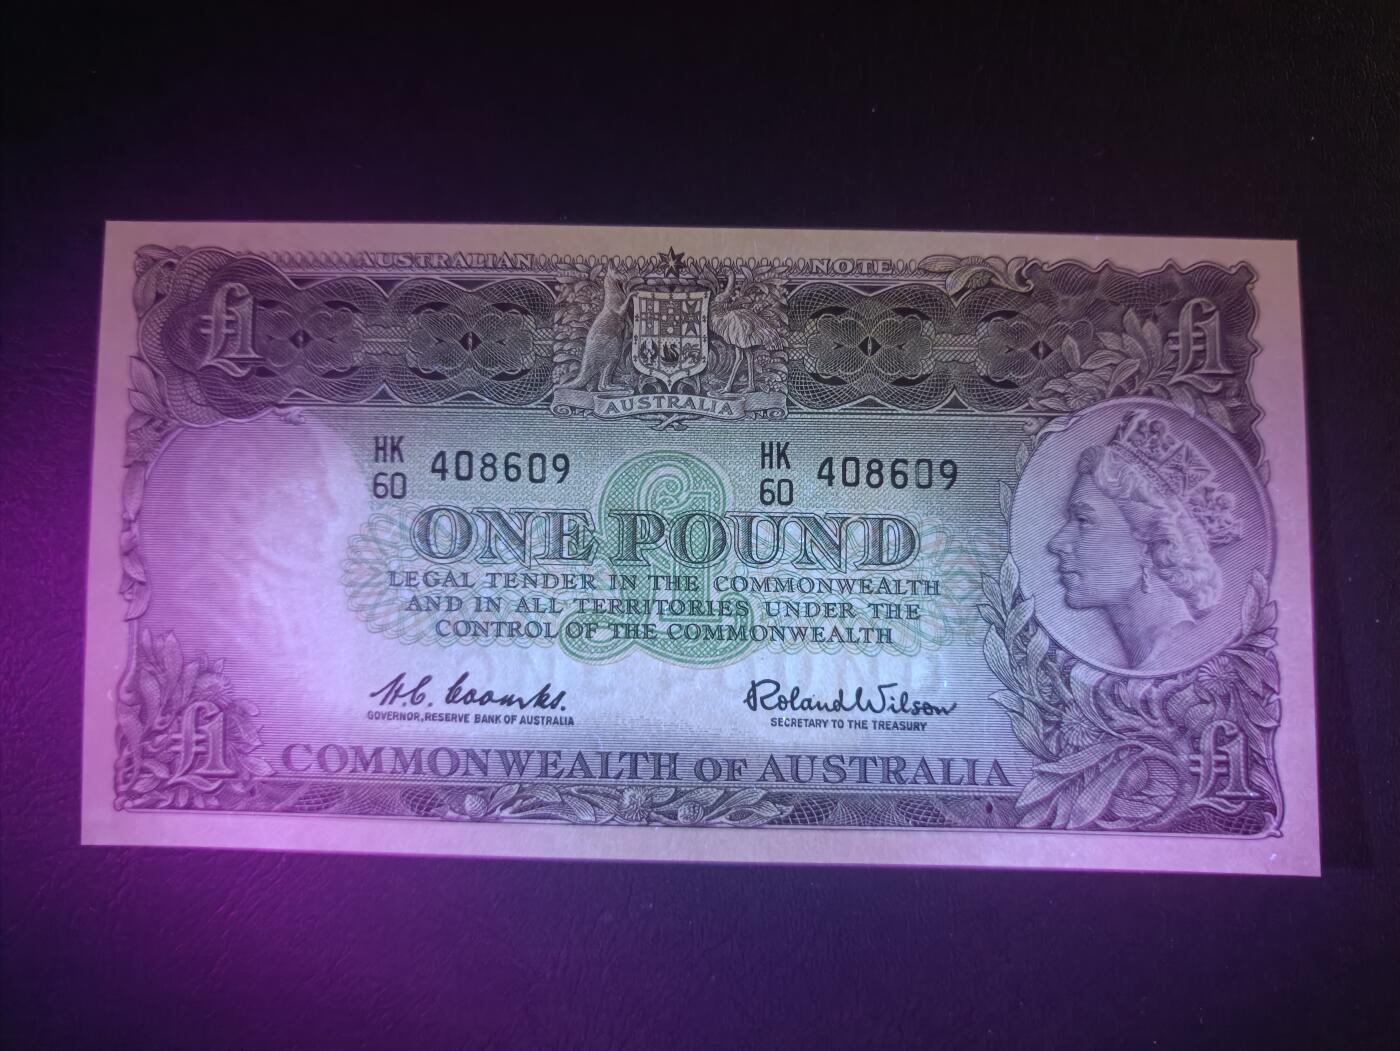 AUSTRALIAN NOTE
£1 £1
AUSTRALIA
HK 60 408609 HK 60 408609
£
ONE POUND
LEGAL TENDER IN THE COMMONWEALTH
AND IN ALL TERRITORIES UNDER THE
CONTROL OF THE COMMONWEALTH
H.C. Coombs. Roland Wilson
GOVERNOR, RESERVE BANK OF AUSTRALIA SECRETARY TO THE TREASURY
£1 £1
COMMONWEALTH OF AUSTRALIA